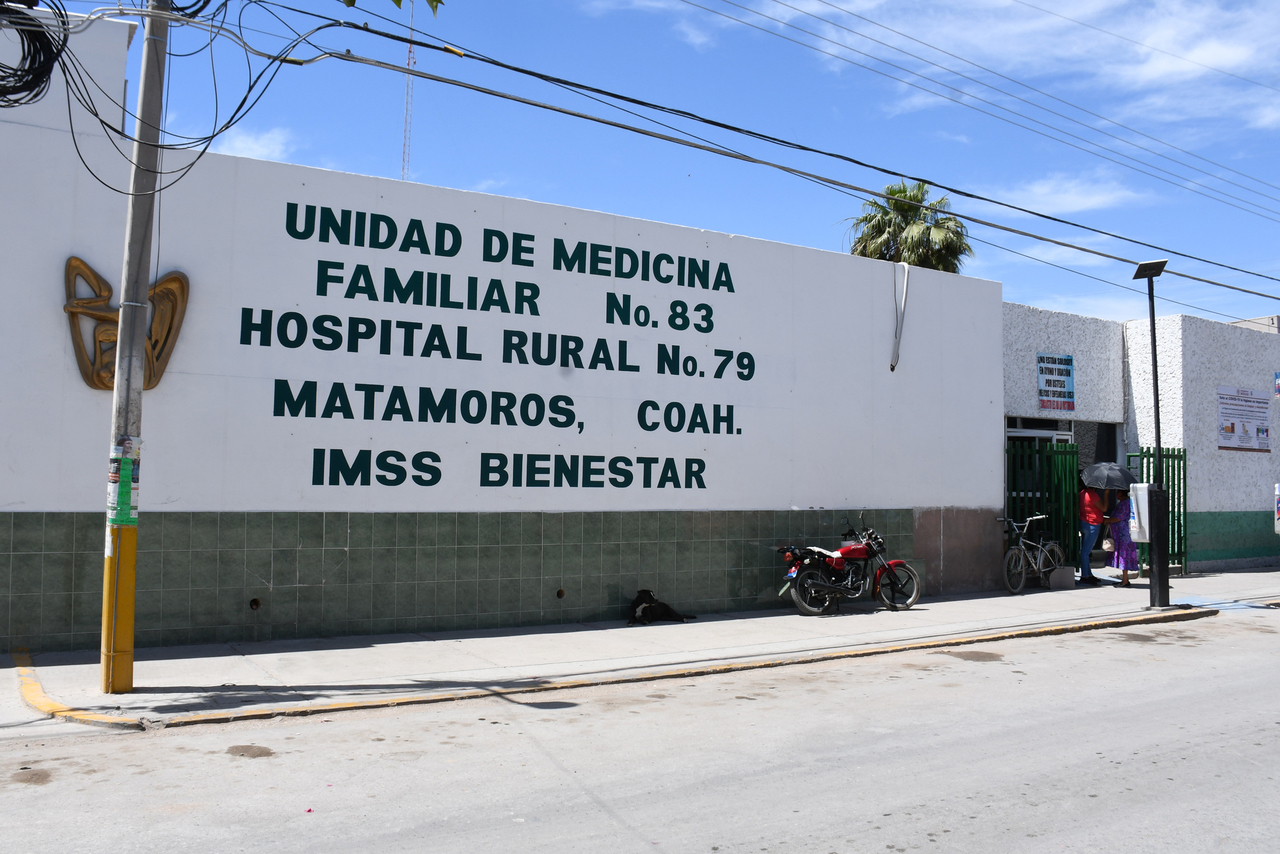 UNIDAD DE MEDICINA
FAMILIAR No. 83
HOSPITAL RURAL No. 79
MATAMOROS, COAH.
IMSS BIENESTAR